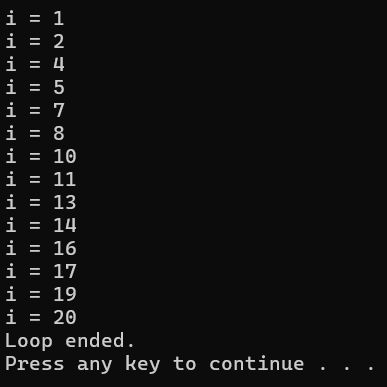 i = 1
i = 2
i = 4
i = 5
i = 7
i = 8
i = 10
i = 11
i = 13
i = 14
i = 16
i = 17
i = 19
i = 20
Loop ended.
Press any key to continue . . .